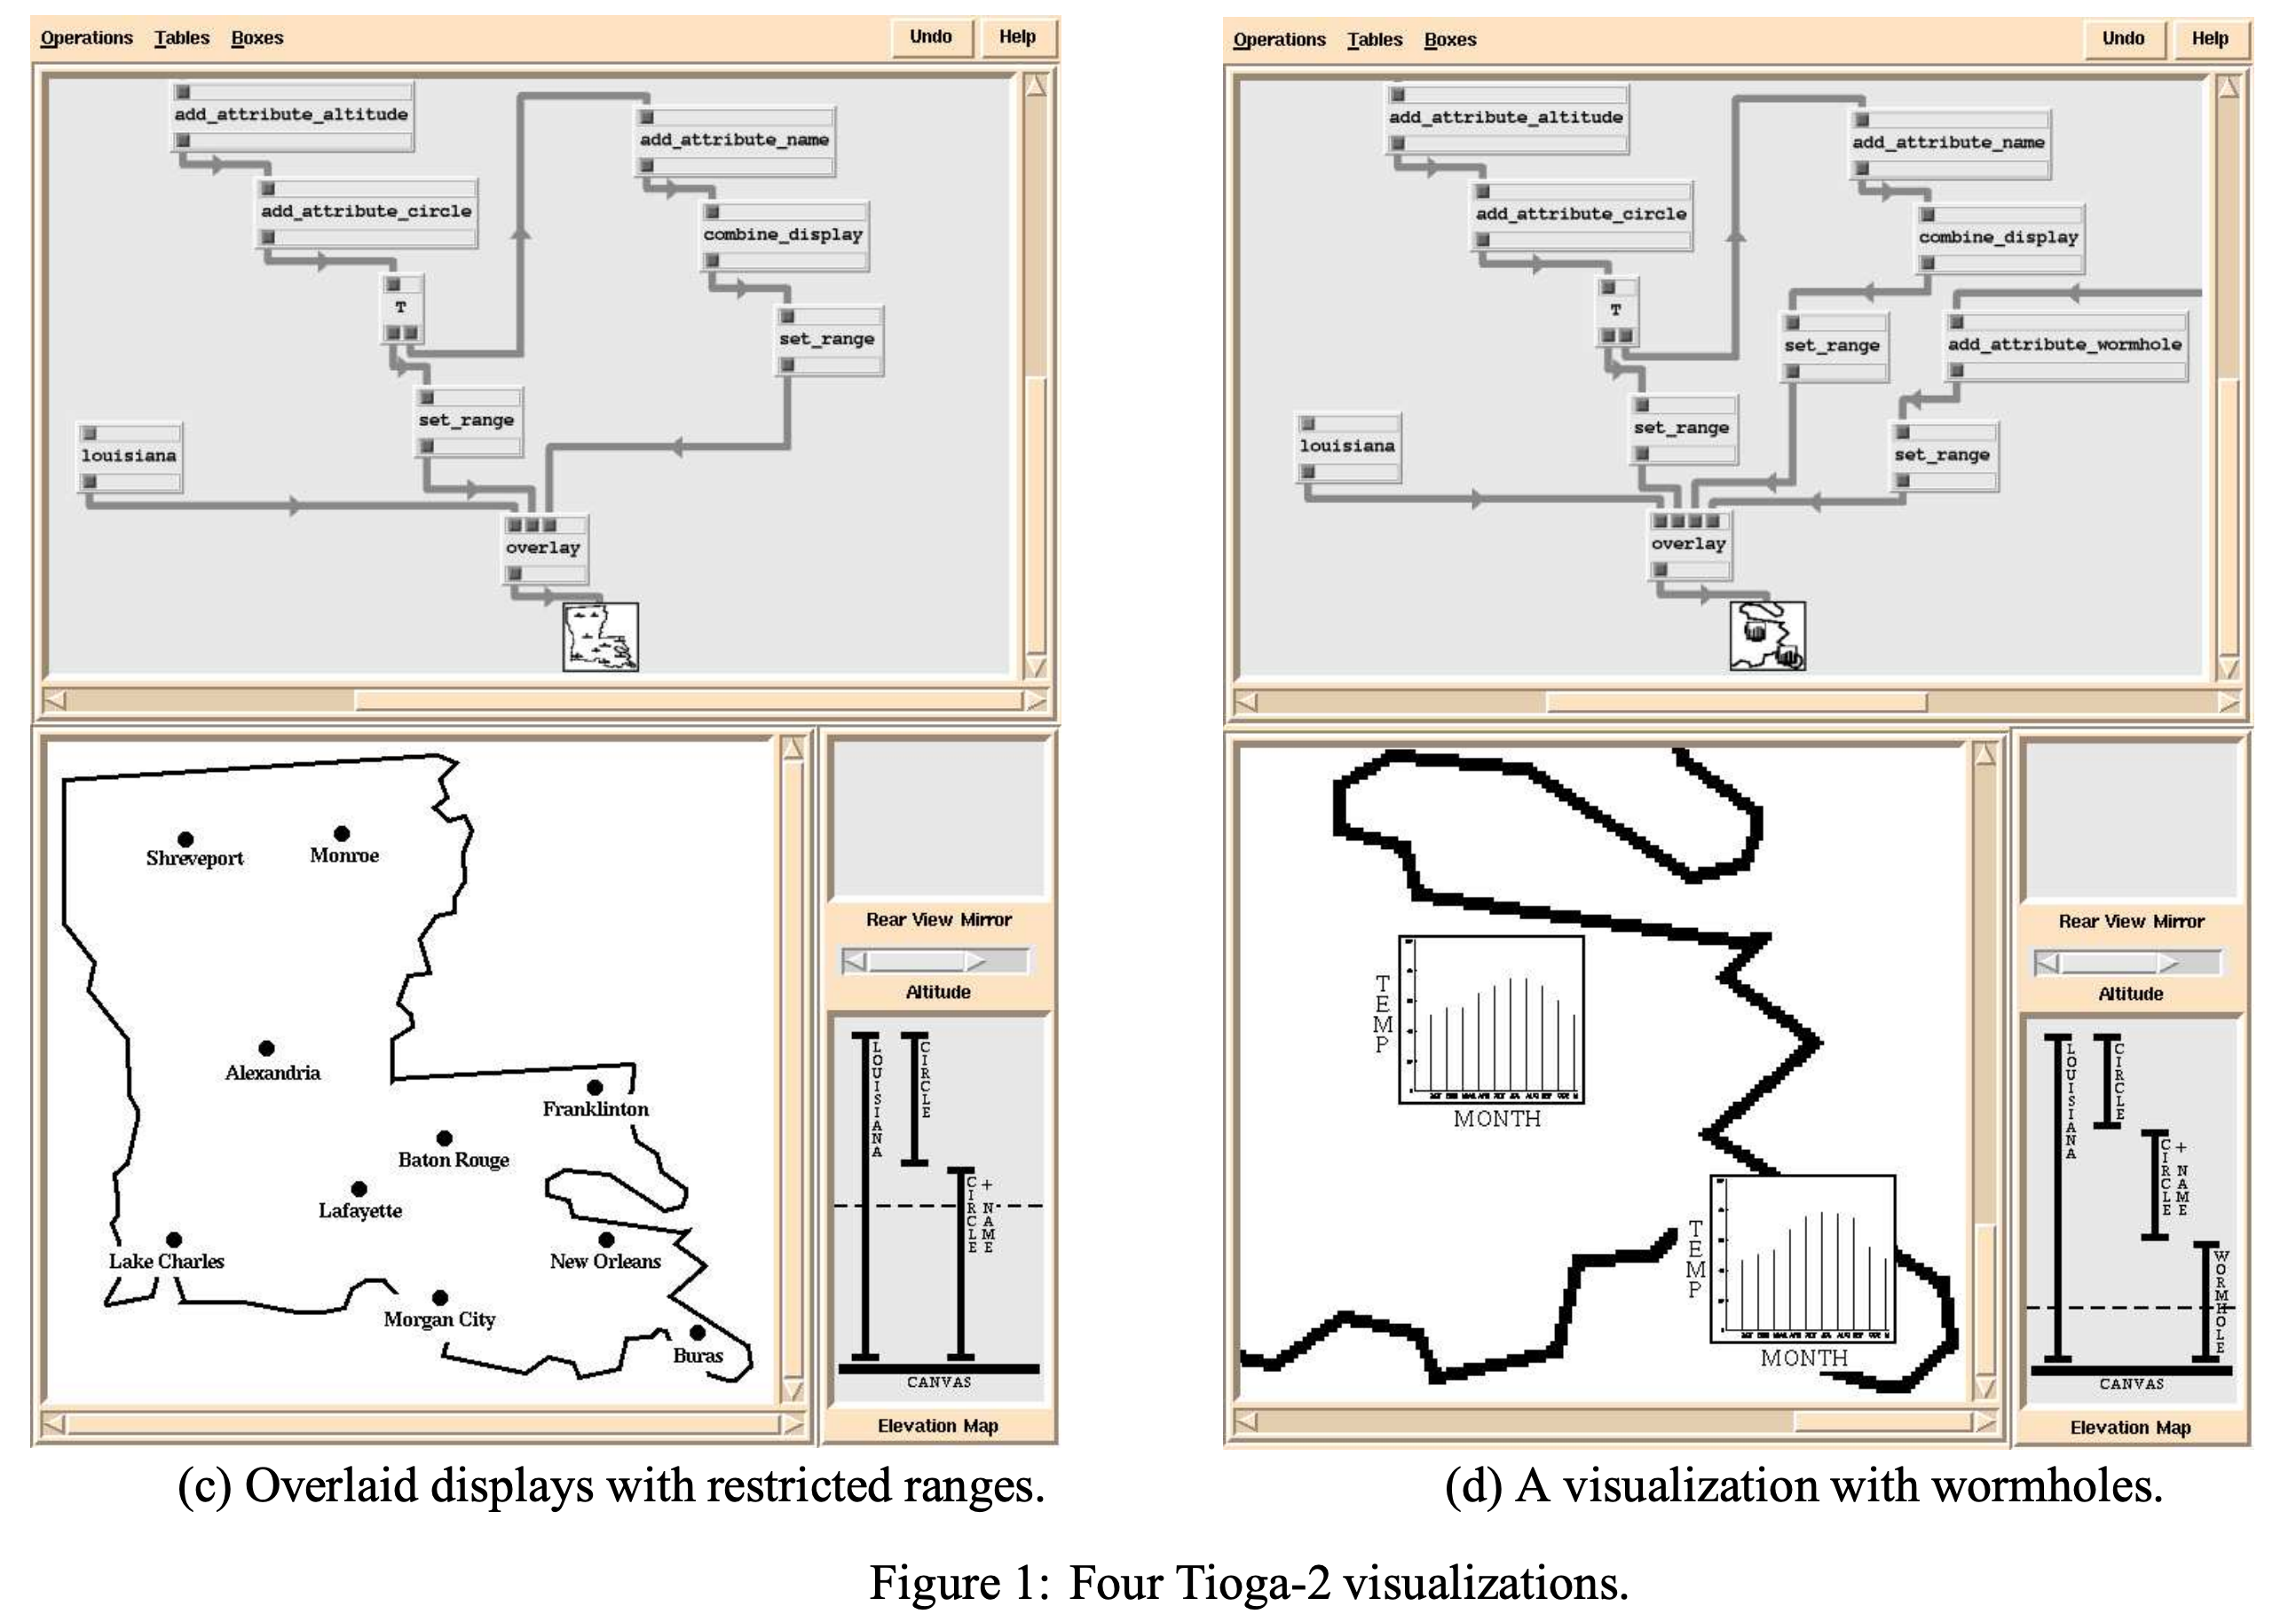 Operations Tables Boxes Undo Help
add_attribute_altitude
add_attribute_name
add_attribute_circle
combine_display
T
set_range
set_range
louisiana
overlay
Shreveport
Monroe
Alexandria
Franklinton
Baton Rouge
Lafayette
Lake Charles
New Orleans
Morgan City
Buras
Rear View Mirror
Altitude
LOUISIANA
CIRCLE
CIRCLE
+ NAME
CANVAS
Elevation Map
(c) Overlaid displays with restricted ranges.
Operations Tables Boxes Undo Help
add_attribute_altitude
add_attribute_name
add_attribute_circle
combine_display
T
set_range
add_attribute_wormhole
set_range
louisiana
set_range
overlay
TEMP
MONTH
TEMP
MONTH
Rear View Mirror
Altitude
LOUISIANA
CIRCLE
CIRCLE
+ NAME
WORMHOLE
CANVAS
Elevation Map
(d) A visualization with wormholes.
Figure 1: Four Tioga-2 visualizations.